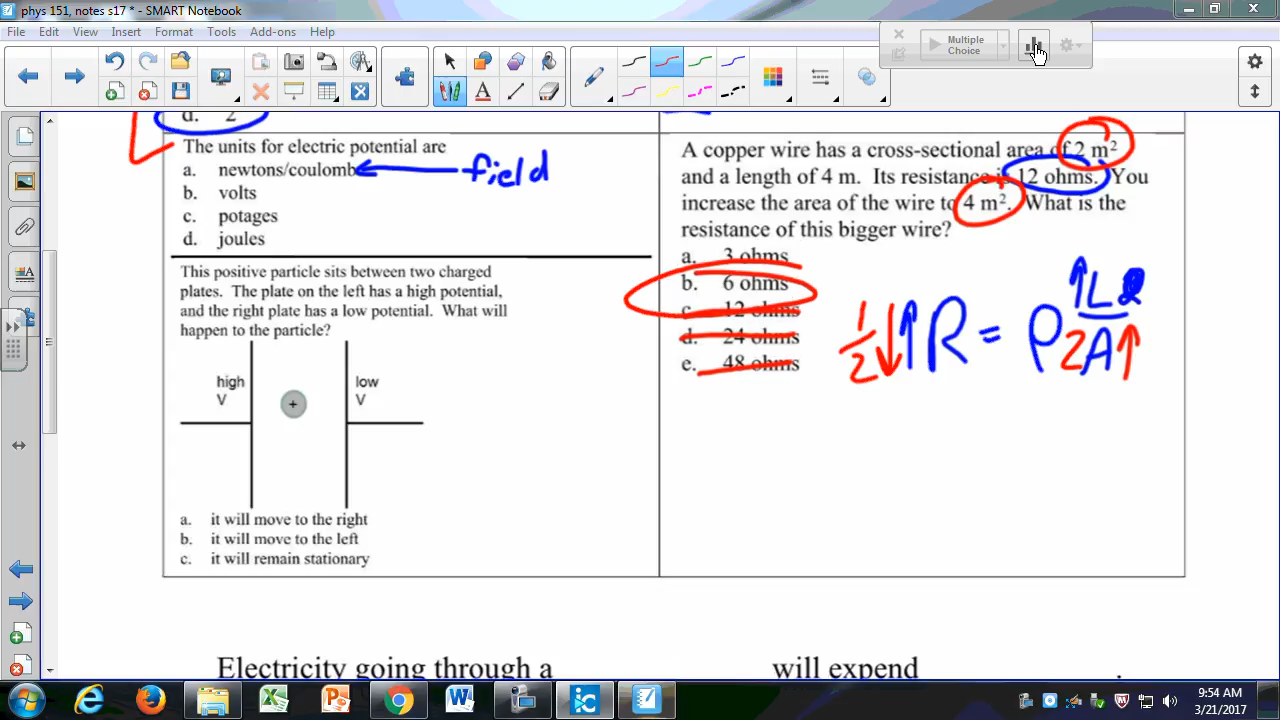 phys 151, notes s17 * - SMART Notebook
File Edit View Insert Format Tools Add-ons Help
Multiple
Choice
d. 2
The units for electric potential are
a. newtons/coulomb
field
b. volts
c. potages
d. joules
This positive particle sits between two charged
plates. The plate on the left has a high potential,
and the right plate has a low potential. What will
happen to the particle?
high
V
+
low
V
a. it will move to the right
b. it will move to the left
c. it will remain stationary
A copper wire has a cross-sectional area of 2 m²
and a length of 4 m. Its resistance is 12 ohms. You
increase the area of the wire to 4 m². What is the
resistance of this bigger wire?
a. 3 ohms
b. 6 ohms
c. 12 ohms
d. 24 ohms
e. 48 ohms
1/2 ↓ ↑ R = ρ ↑ L / 2 A ↑
Electricity going through a will expend .
9:54 AM
3/21/2017